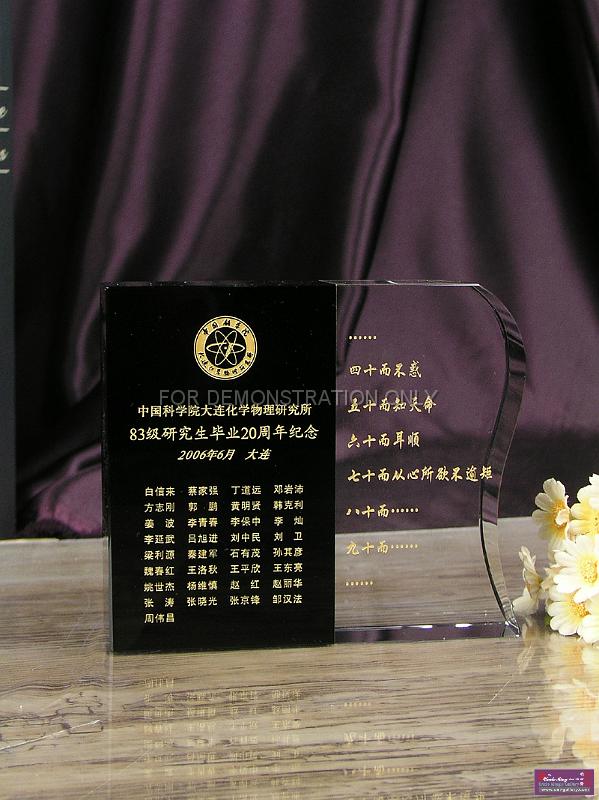 中国科学院
中国科学院大连化学物理研究所
83级研究生毕业20周年纪念
2006年6月 大连
白信来 蔡家强 丁道远 邓岩沛
方志刚 郭 鹏 黄明贤 韩克利
姜 波 李青春 李保中 李 灿
李延武 吕旭进 刘中民 刘 卫
梁利源 秦建军 石有茂 孙其彦
魏春红 王洛秋 王平欣 王东亮
姚世杰 杨维慎 赵 红 赵丽华
张 涛 张晓光 张京锋 邹汉法
周伟昌
······
四十而不惑
五十而知天命
六十而耳顺
七十而从心所欲不逾矩
八十而······
九十而······
······
FOR DEMONSTRATION ONLY